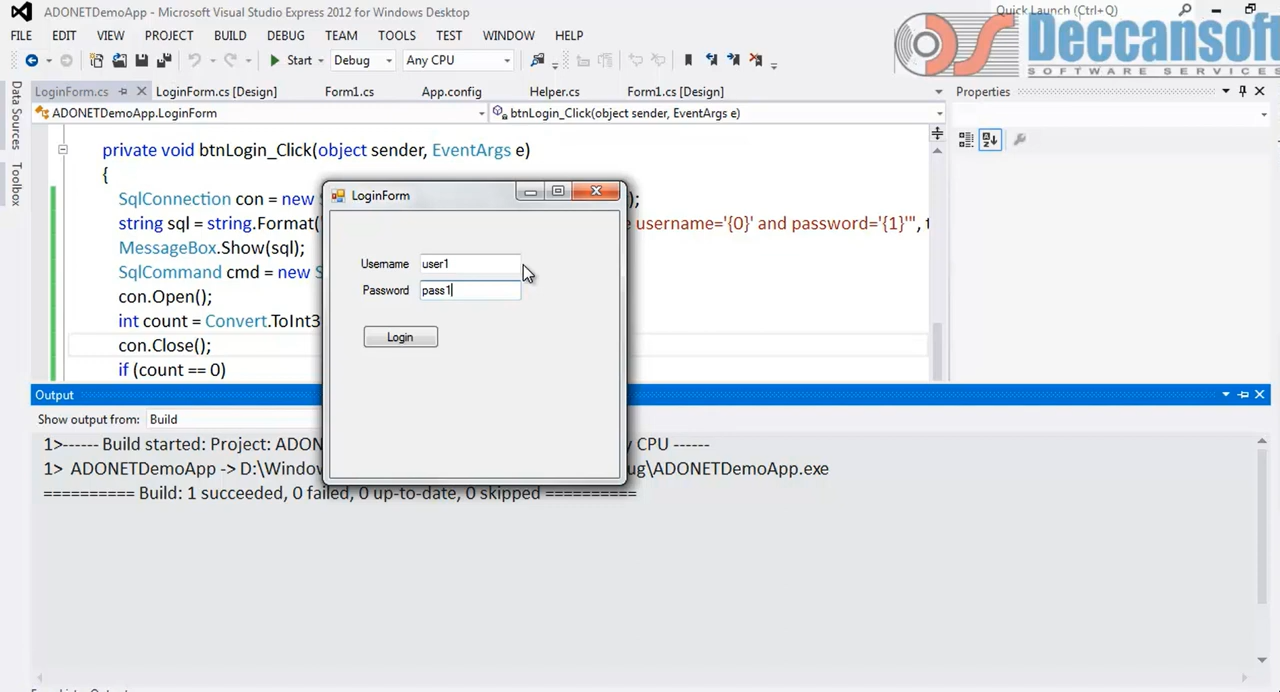 ADONETDemoApp - Microsoft Visual Studio Express 2012 for Windows Desktop
Quick Launch (Ctrl+Q)
Deccansoft
SOFTWARE SERVICES
FILE EDIT VIEW PROJECT BUILD DEBUG TEAM TOOLS TEST WINDOW HELP
Start Debug Any CPU
LoginForm.cs LoginForm.cs [Design] Form1.cs App.config Helper.cs Form1.cs [Design] Properties
ADONETDemoApp.LoginForm btnLogin_Click(object sender, EventArgs e)
Data Sources
Toolbox
private void btnLogin_Click(object sender, EventArgs e)
{
SqlConnection con = new S );
string sql = string.Format( e username='{0}' and password='{1}'", t
MessageBox.Show(sql);
SqlCommand cmd = new S
con.Open();
int count = Convert.ToInt3
con.Close();
if (count == 0)
LoginForm
Username user1
Password pass1
Login
Output
Show output from: Build
1>------ Build started: Project: ADON y CPU ------
1> ADONETDemoApp -> D:\Window ug\ADONETDemoApp.exe
========== Build: 1 succeeded, 0 failed, 0 up-to-date, 0 skipped ==========